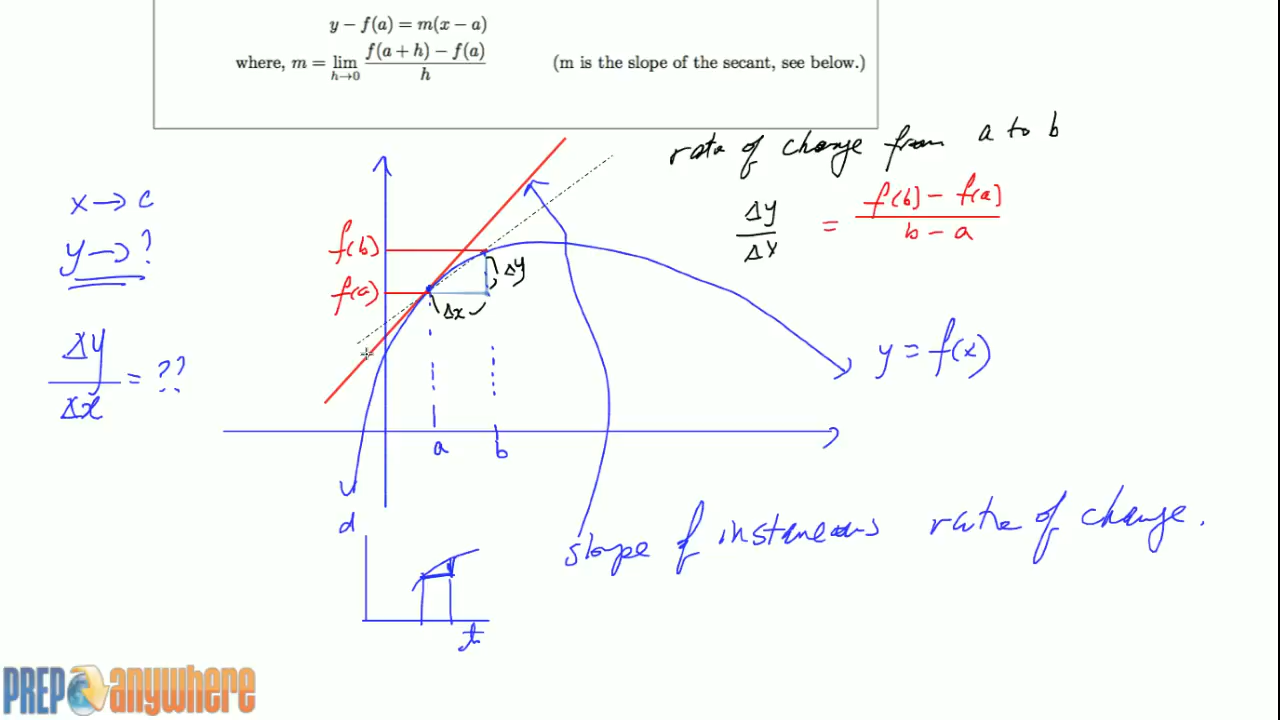 y − f(a) = m(x − a)
where, m = lim h→0 f(a + h) − f(a) / h (m is the slope of the secant, see below.)
rate of change from a to b
Δy / Δx = f(b) − f(a) / b − a
x → c
y → ?
Δy / Δx = ??
f(b)
f(a)
Δy
Δx
y = f(x)
a
b
d
t
slope of instaneous rate of change.
PREP anywhere